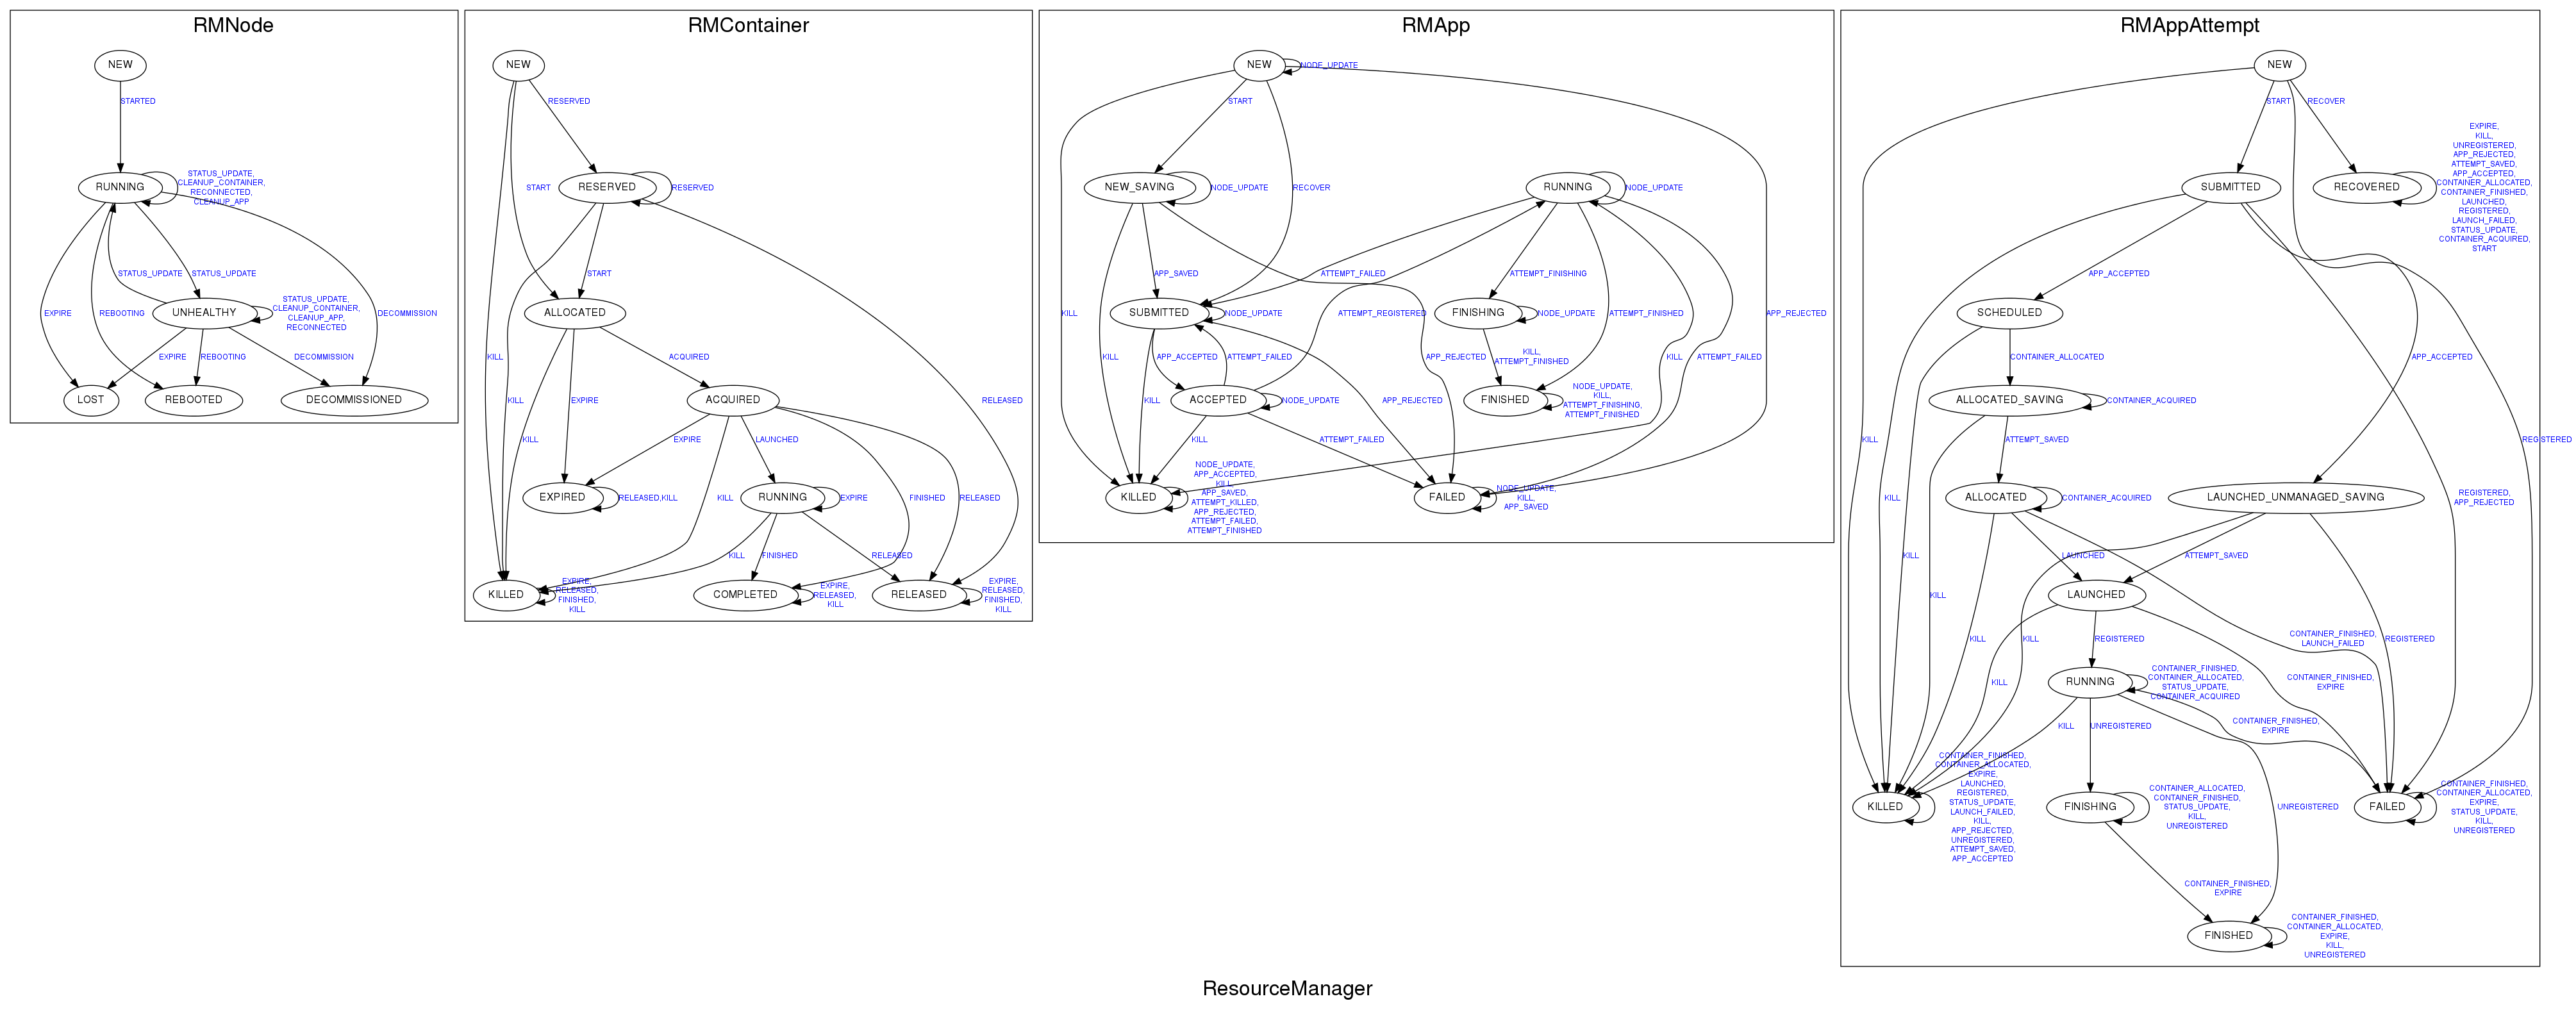 RMNode
NEW
STARTED
RUNNING
STATUS_UPDATE,
CLEANUP_CONTAINER,
RECONNECTED,
CLEANUP_APP
STATUS_UPDATE
STATUS_UPDATE
EXPIRE
REBOOTING
UNHEALTHY
STATUS_UPDATE,
CLEANUP_CONTAINER,
CLEANUP_APP,
RECONNECTED
DECOMMISSION
EXPIRE
REBOOTING
DECOMMISSION
LOST
REBOOTED
DECOMMISSIONED
RMContainer
NEW
RESERVED
START
RESERVED
RESERVED
START
ALLOCATED
KILL
ACQUIRED
KILL
EXPIRE
ACQUIRED
RELEASED
KILL
EXPIRE
LAUNCHED
EXPIRED
RELEASED,KILL
KILL
RUNNING
EXPIRE
FINISHED
RELEASED
KILL
FINISHED
RELEASED
KILLED
EXPIRE,
RELEASED,
FINISHED,
KILL
COMPLETED
EXPIRE,
RELEASED,
KILL
RELEASED
EXPIRE,
RELEASED,
FINISHED,
KILL
RMApp
NEW
NODE_UPDATE
START
NEW_SAVING
NODE_UPDATE
RECOVER
RUNNING
NODE_UPDATE
APP_SAVED
ATTEMPT_FAILED
ATTEMPT_FINISHING
KILL
SUBMITTED
NODE_UPDATE
ATTEMPT_REGISTERED
FINISHING
NODE_UPDATE
ATTEMPT_FINISHED
APP_REJECTED
KILL
APP_ACCEPTED
ATTEMPT_FAILED
APP_REJECTED
KILL,
ATTEMPT_FINISHED
KILL
ATTEMPT_FAILED
KILL
ACCEPTED
NODE_UPDATE
APP_REJECTED
FINISHED
NODE_UPDATE,
KILL,
ATTEMPT_FINISHING,
ATTEMPT_FINISHED
KILL
ATTEMPT_FAILED
KILLED
NODE_UPDATE,
APP_ACCEPTED,
KILL,
APP_SAVED,
ATTEMPT_KILLED,
APP_REJECTED,
ATTEMPT_FAILED,
ATTEMPT_FINISHED
FAILED
NODE_UPDATE,
KILL,
APP_SAVED
RMAppAttempt
NEW
START
RECOVER
SUBMITTED
RECOVERED
EXPIRE,
KILL,
UNREGISTERED,
APP_REJECTED,
ATTEMPT_SAVED,
APP_ACCEPTED,
CONTAINER_ALLOCATED,
CONTAINER_FINISHED,
LAUNCHED,
REGISTERED,
LAUNCH_FAILED,
STATUS_UPDATE,
CONTAINER_ACQUIRED,
START
APP_ACCEPTED
SCHEDULED
CONTAINER_ALLOCATED
APP_ACCEPTED
ALLOCATED_SAVING
CONTAINER_ACQUIRED
KILL
ATTEMPT_SAVED
REGISTERED
KILL
ALLOCATED
CONTAINER_ACQUIRED
LAUNCHED_UNMANAGED_SAVING
REGISTERED,
APP_REJECTED
KILL
LAUNCHED
ATTEMPT_SAVED
KILL
LAUNCHED
KILL
KILL
REGISTERED
CONTAINER_FINISHED,
LAUNCH_FAILED
REGISTERED
KILL
RUNNING
CONTAINER_FINISHED,
CONTAINER_ALLOCATED,
STATUS_UPDATE,
CONTAINER_ACQUIRED
CONTAINER_FINISHED,
EXPIRE
KILL
UNREGISTERED
CONTAINER_FINISHED,
EXPIRE
KILLED
CONTAINER_FINISHED,
CONTAINER_ALLOCATED,
EXPIRE,
LAUNCHED,
REGISTERED,
STATUS_UPDATE,
LAUNCH_FAILED,
KILL,
APP_REJECTED,
UNREGISTERED,
ATTEMPT_SAVED,
APP_ACCEPTED
FINISHING
CONTAINER_ALLOCATED,
CONTAINER_FINISHED,
STATUS_UPDATE,
KILL,
UNREGISTERED
UNREGISTERED
FAILED
CONTAINER_FINISHED,
CONTAINER_ALLOCATED,
EXPIRE,
STATUS_UPDATE,
KILL,
UNREGISTERED
CONTAINER_FINISHED,
EXPIRE
FINISHED
CONTAINER_FINISHED,
CONTAINER_ALLOCATED,
EXPIRE,
KILL,
UNREGISTERED
ResourceManager